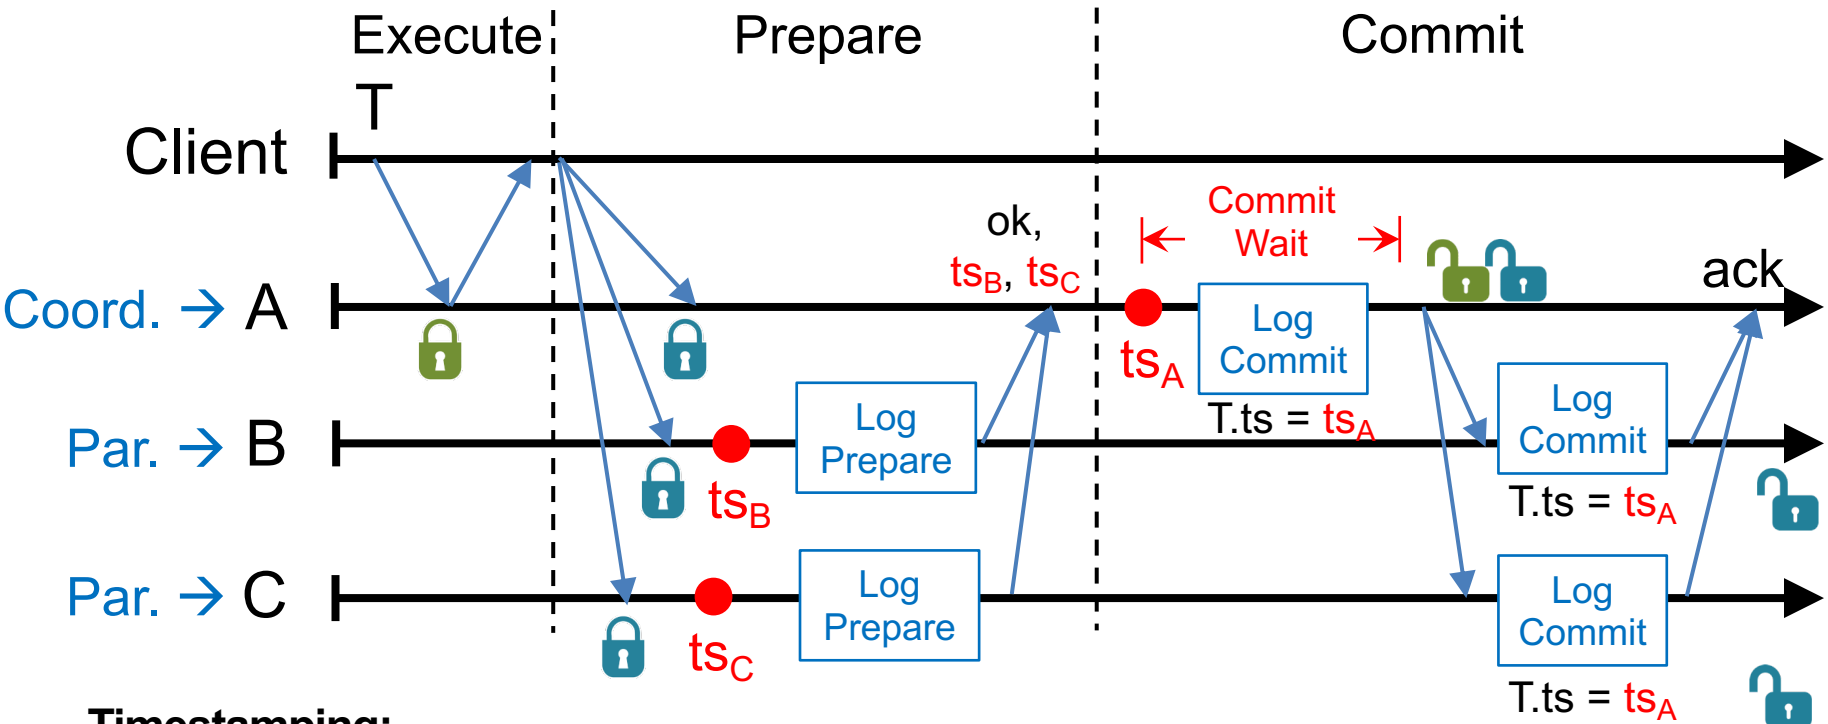 Execute
Prepare
Commit
T
Client
Commit
Wait
ok,
tsB, tsC
ack
Coord. → A
tsA
Log
Commit
T.ts = tsA
Par. → B
tsB
Log
Prepare
Log
Commit
T.ts = tsA
Par. → C
tsC
Log
Prepare
Log
Commit
T.ts = tsA
Timestamping: